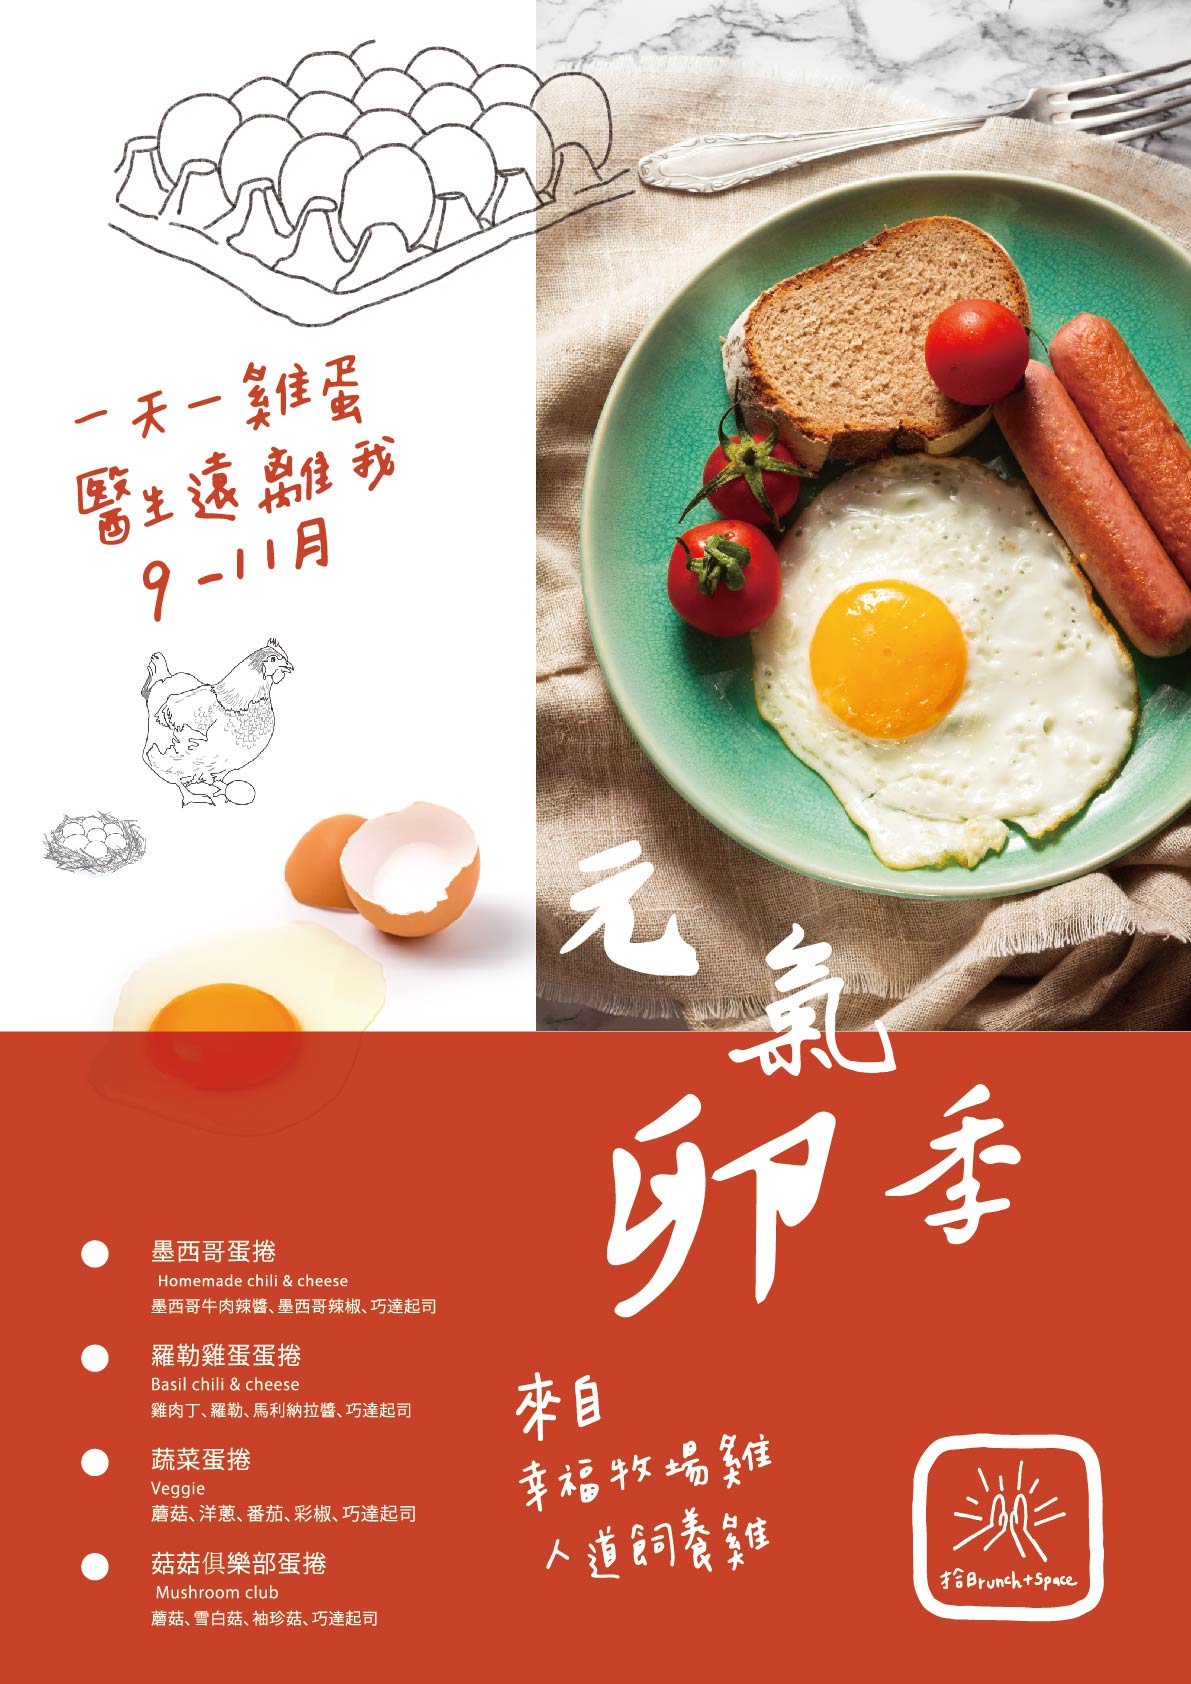 一天一雞蛋
醫生遠離我
9-11月
元氣卵季
墨西哥蛋捲
Homemade chili & cheese
墨西哥牛肉辣醬、墨西哥辣椒、巧達起司
羅勒雞蛋蛋捲
Basil chili & cheese
雞肉丁、羅勒、馬利納拉醬、巧達起司
蔬菜蛋捲
Veggie
蘑菇、洋蔥、番茄、彩椒、巧達起司
菇菇俱樂部蛋捲
Mushroom club
蘑菇、雪白菇、袖珍菇、巧達起司
來自
幸福牧場雞
人道飼養雞
拾Brunch+Space